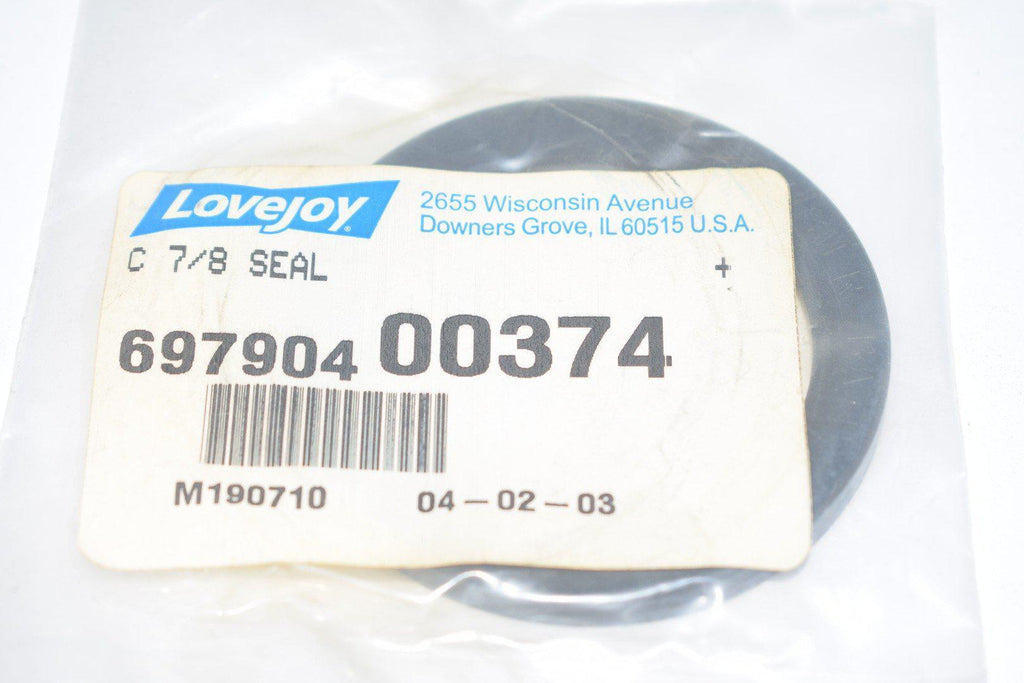 LOVEJOY®
2655 Wisconsin Avenue
Downers Grove, IL 60515 U.S.A.
C 7/8 SEAL +
697904 00374
M190710 04-02-03